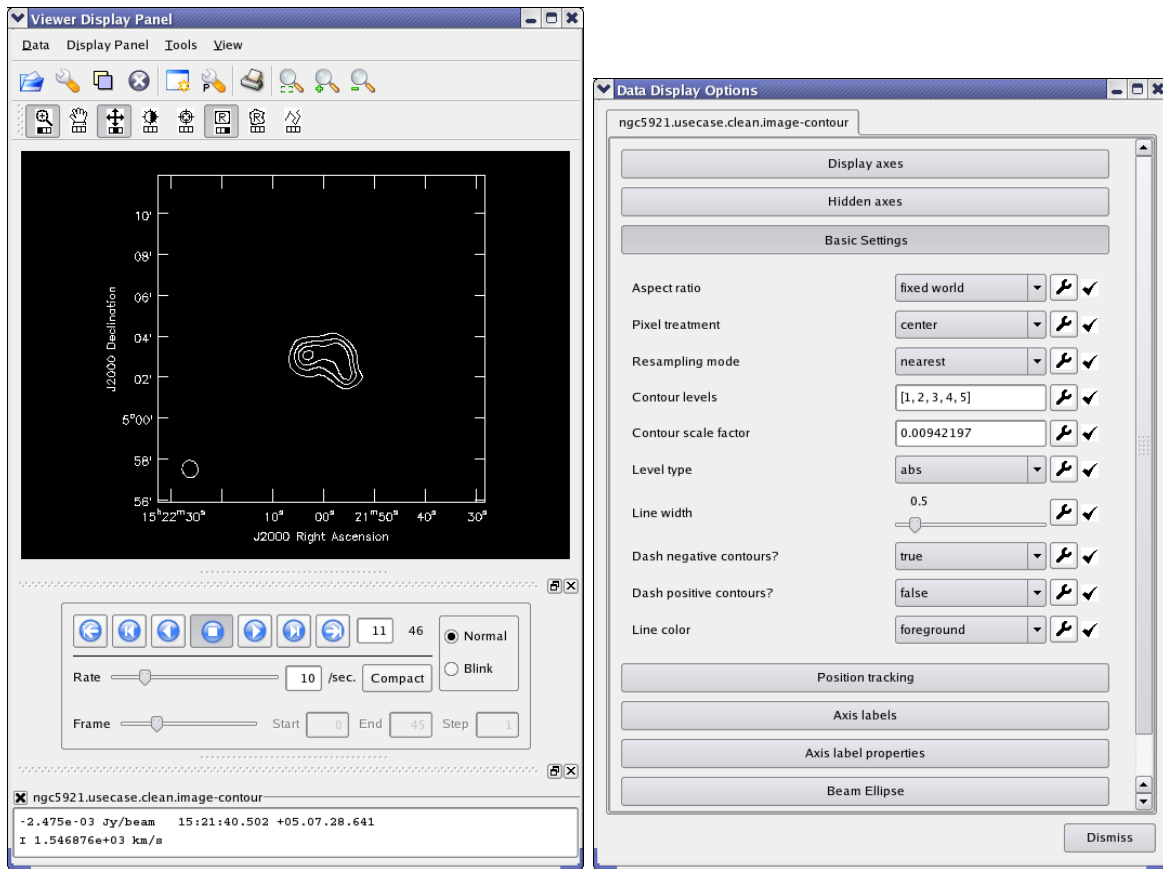 Viewer Display Panel
Data Display Panel Tools View
P
R R
10'
08'
06'
04'
02'
5°00'
58'
56'
J2000 Declination
15ʰ22ᵐ30ˢ 10ˢ 00ˢ 21ᵐ50ˢ 40ˢ 30ˢ
J2000 Right Ascension
11 46
Normal
Blink
Rate 10 /sec. Compact
Frame Start 0 End 45 Step 1
ngc5921.usecase.clean.image-contour
-2.475e-03 Jy/beam 15:21:40.502 +05.07.28.641
I 1.546876e+03 km/s
Data Display Options
ngc5921.usecase.clean.image-contour
Display axes
Hidden axes
Basic Settings
Aspect ratio fixed world
Pixel treatment center
Resampling mode nearest
Contour levels [1, 2, 3, 4, 5]
Contour scale factor 0.00942197
Level type abs
Line width 0.5
Dash negative contours? true
Dash positive contours? false
Line color foreground
Position tracking
Axis labels
Axis label properties
Beam Ellipse
Dismiss